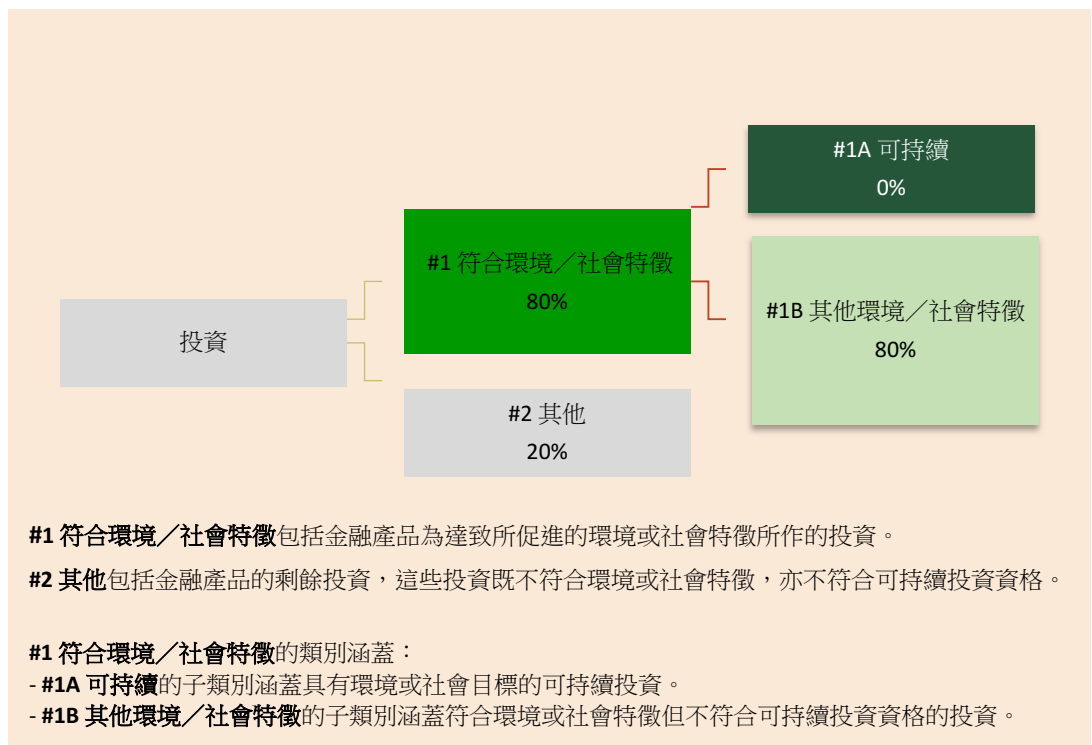 #1A 可持續
0%
#1 符合環境／社會特徵
80%
#1B 其他環境／社會特徵
80%
投資
#2 其他
20%
#1 符合環境／社會特徵包括金融產品為達致所促進的環境或社會特徵所作的投資。
#2 其他包括金融產品的剩餘投資，這些投資既不符合環境或社會特徵，亦不符合可持續投資資格。
#1 符合環境／社會特徵的類別涵蓋：
- #1A 可持續的子類別涵蓋具有環境或社會目標的可持續投資。
- #1B 其他環境／社會特徵的子類別涵蓋符合環境或社會特徵但不符合可持續投資資格的投資。